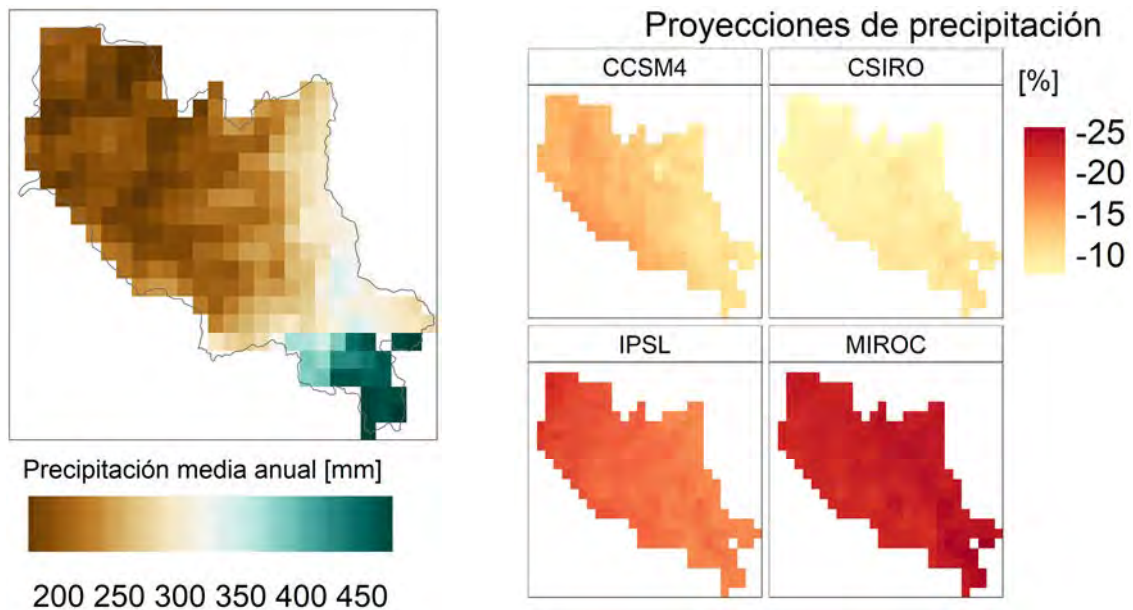 Precipitación media anual [mm]
200 250 300 350 400 450
Proyecciones de precipitación
CCSM4
CSIRO
IPSL
MIROC
[%]
-25
-20
-15
-10